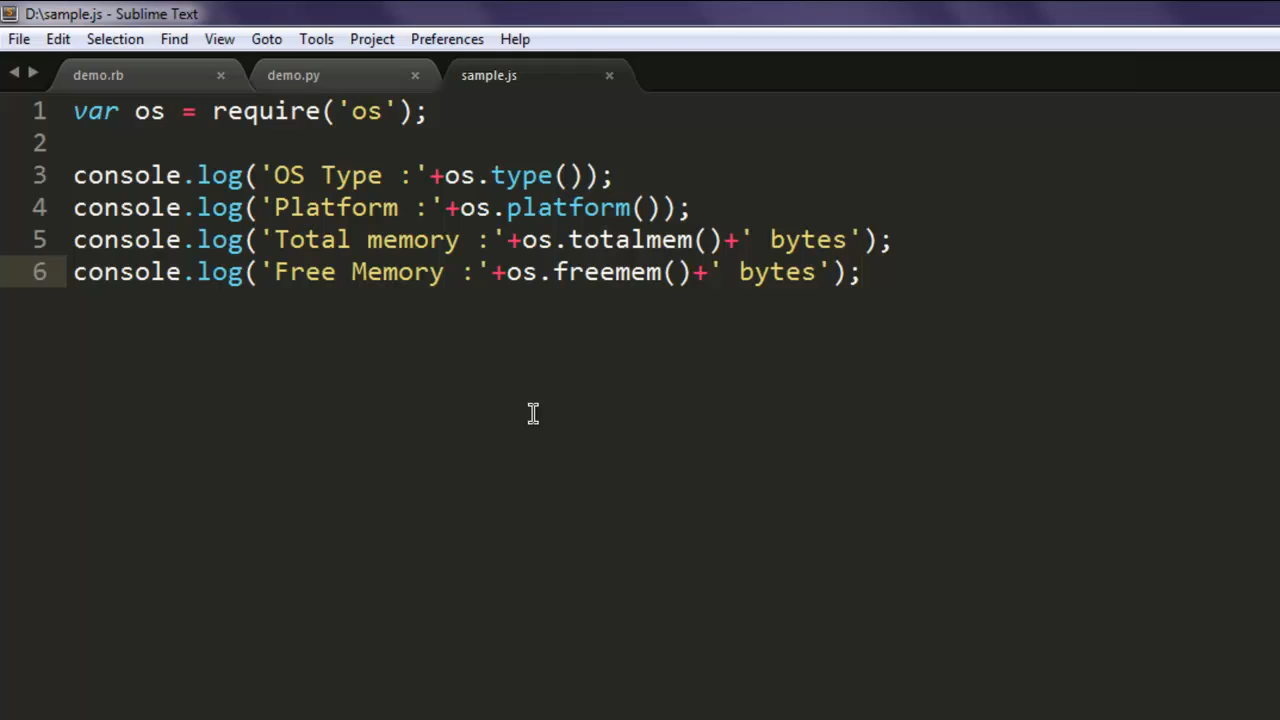 D:\sample.js - Sublime Text
File Edit Selection Find View Goto Tools Project Preferences Help
demo.rb × demo.py × sample.js ×
1 var os = require('os');
2
3 console.log('OS Type :'+os.type());
4 console.log('Platform :'+os.platform());
5 console.log('Total memory :'+os.totalmem()+' bytes');
6 console.log('Free Memory :'+os.freemem()+' bytes');